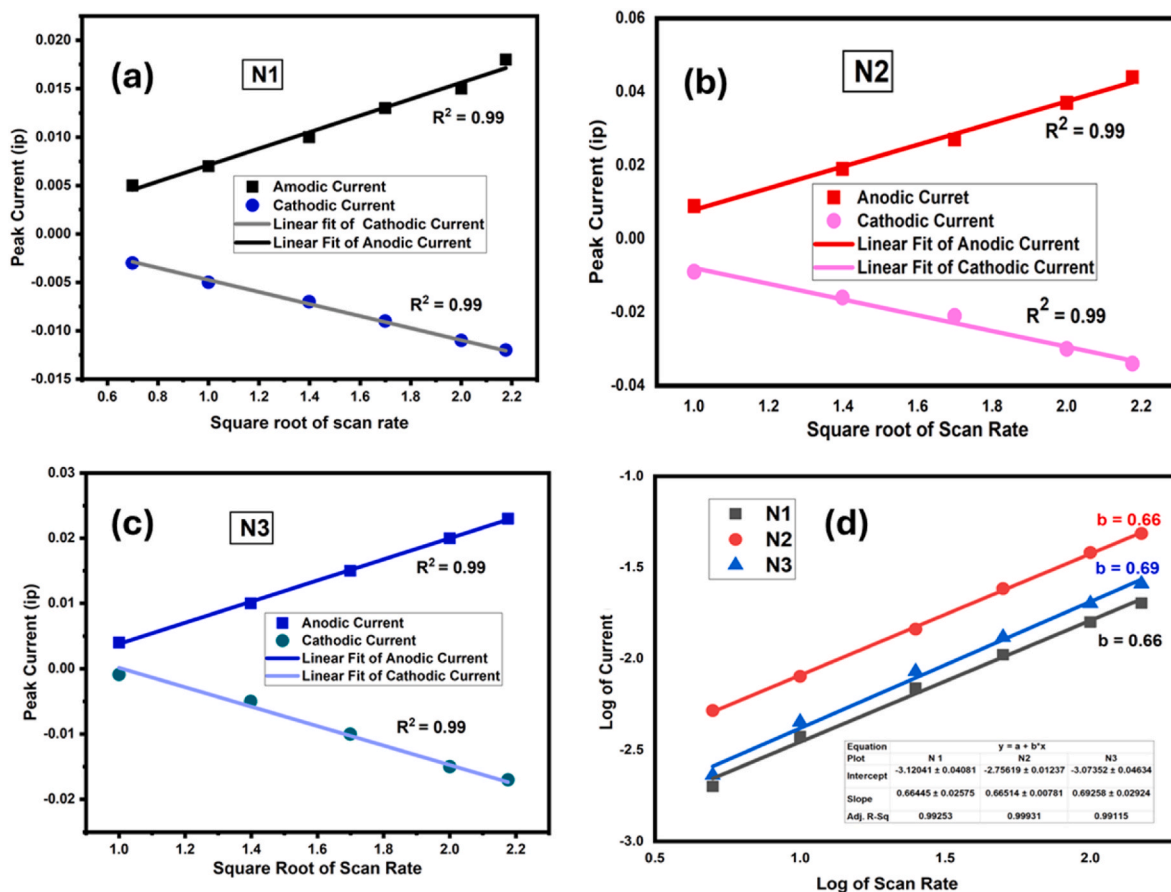 (a)
N1
R² = 0.99
Amodic Current
Cathodic Current
Linear fit of Cathodic Current
Linear Fit of Anodic Current
R² = 0.99
0.020
0.015
0.010
0.005
0.000
-0.005
-0.010
-0.015
Peak Current (ip)
0.6 0.8 1.0 1.2 1.4 1.6 1.8 2.0 2.2
Square root of scan rate
(b)
N2
R² = 0.99
Anodic Curret
Cathodic Current
Linear Fit of Anodic Current
Linear Fit of Cathodic Current
R² = 0.99
0.06
0.04
0.02
0.00
-0.02
-0.04
Peak Current (ip)
1.0 1.2 1.4 1.6 1.8 2.0 2.2
Square root of Scan Rate
(c)
N3
R² = 0.99
Anodic Current
Cathodic Current
Linear Fit of Anodic Current
Linear Fit of Cathodic Current
R² = 0.99
0.03
0.02
0.01
0.00
-0.01
-0.02
Peak Current (ip)
1.0 1.2 1.4 1.6 1.8 2.0 2.2
Square Root of Scan Rate
(d)
N1
N2
N3
b = 0.66
b = 0.69
b = 0.66
Equation y = a + b*x
Plot N 1 N2 N3
Intercept -3.12041 ± 0.04081 -2.75619 ± 0.01237 -3.07352 ± 0.04634
Slope 0.66445 ± 0.02575 0.66514 ± 0.00781 0.69258 ± 0.02924
Adj. R-Sq 0.99253 0.99931 0.99115
-1.0
-1.5
-2.0
-2.5
-3.0
Log of Current
0.5 1.0 1.5 2.0
Log of Scan Rate